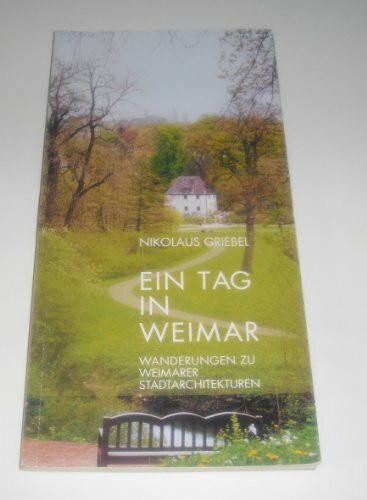 NIKOLAUS GRIEBEL
EIN TAG
IN
WEIMAR
WANDERUNGEN ZU
WEIMARER
STADTARCHITEKTUREN